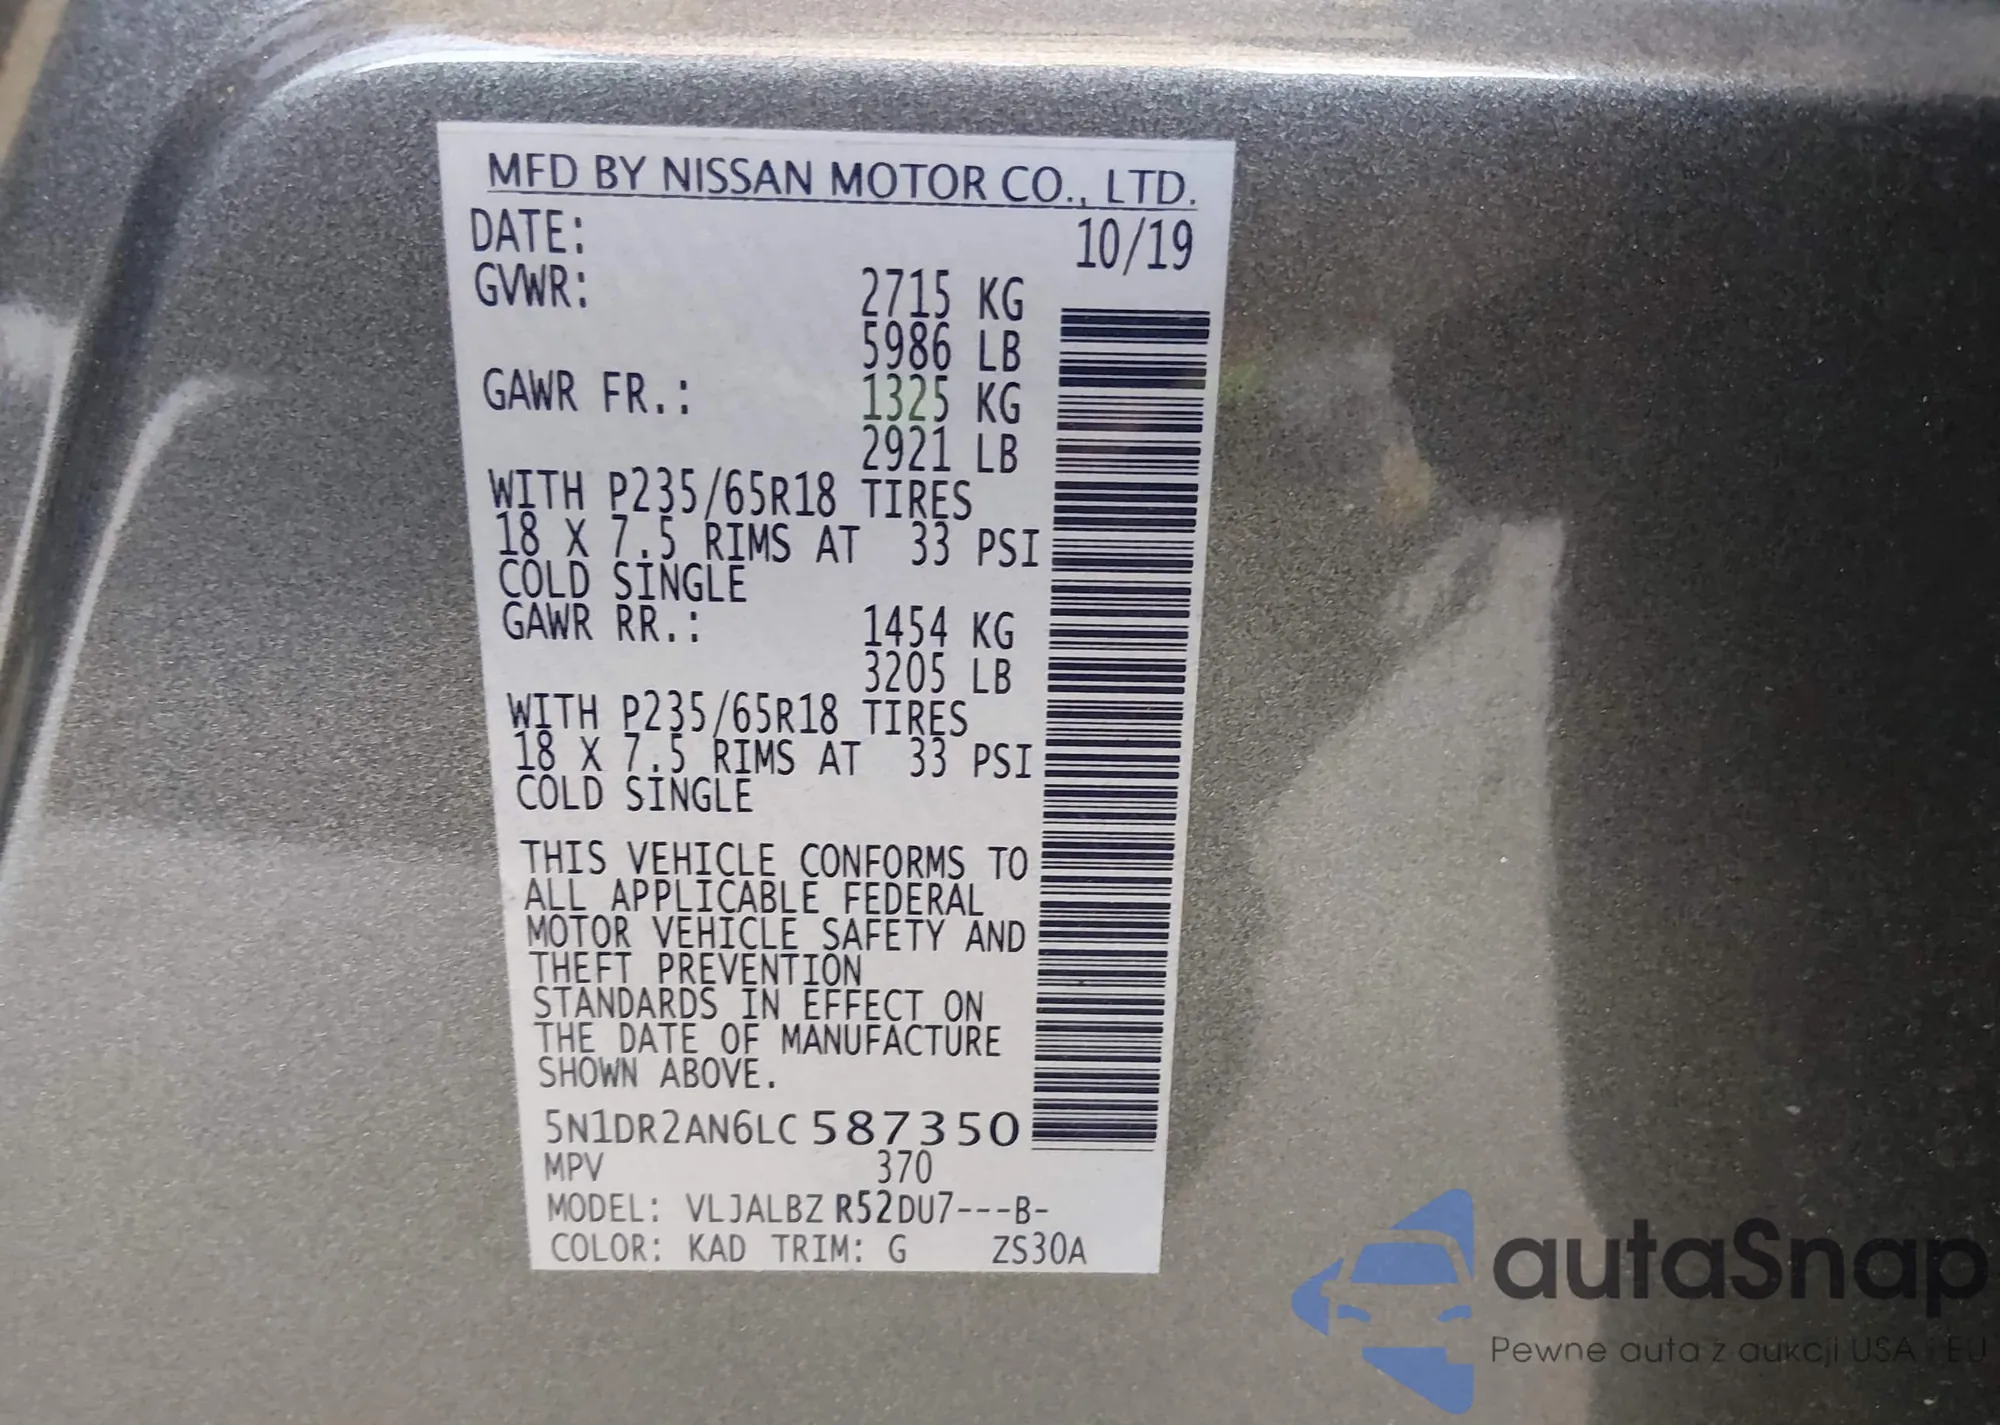 MFD BY NISSAN MOTOR CO., LTD.
DATE: 10/19
GVWR: 2715 KG
5986 LB
GAWR FR.: 1325 KG
2921 LB
WITH P235/65R18 TIRES
18 X 7.5 RIMS AT 33 PSI
COLD SINGLE
GAWR RR.: 1454 KG
3205 LB
WITH P235/65R18 TIRES
18 X 7.5 RIMS AT 33 PSI
COLD SINGLE
THIS VEHICLE CONFORMS TO
ALL APPLICABLE FEDERAL
MOTOR VEHICLE SAFETY AND
THEFT PREVENTION
STANDARDS IN EFFECT ON
THE DATE OF MANUFACTURE
SHOWN ABOVE.
5N1DR2AN6LC587350
MPV 370
MODEL: VLJALBZ R52DU7---B-
COLOR: KAD TRIM: G ZS30A
autaSnap
Pewne auta z aukcji USA i EU